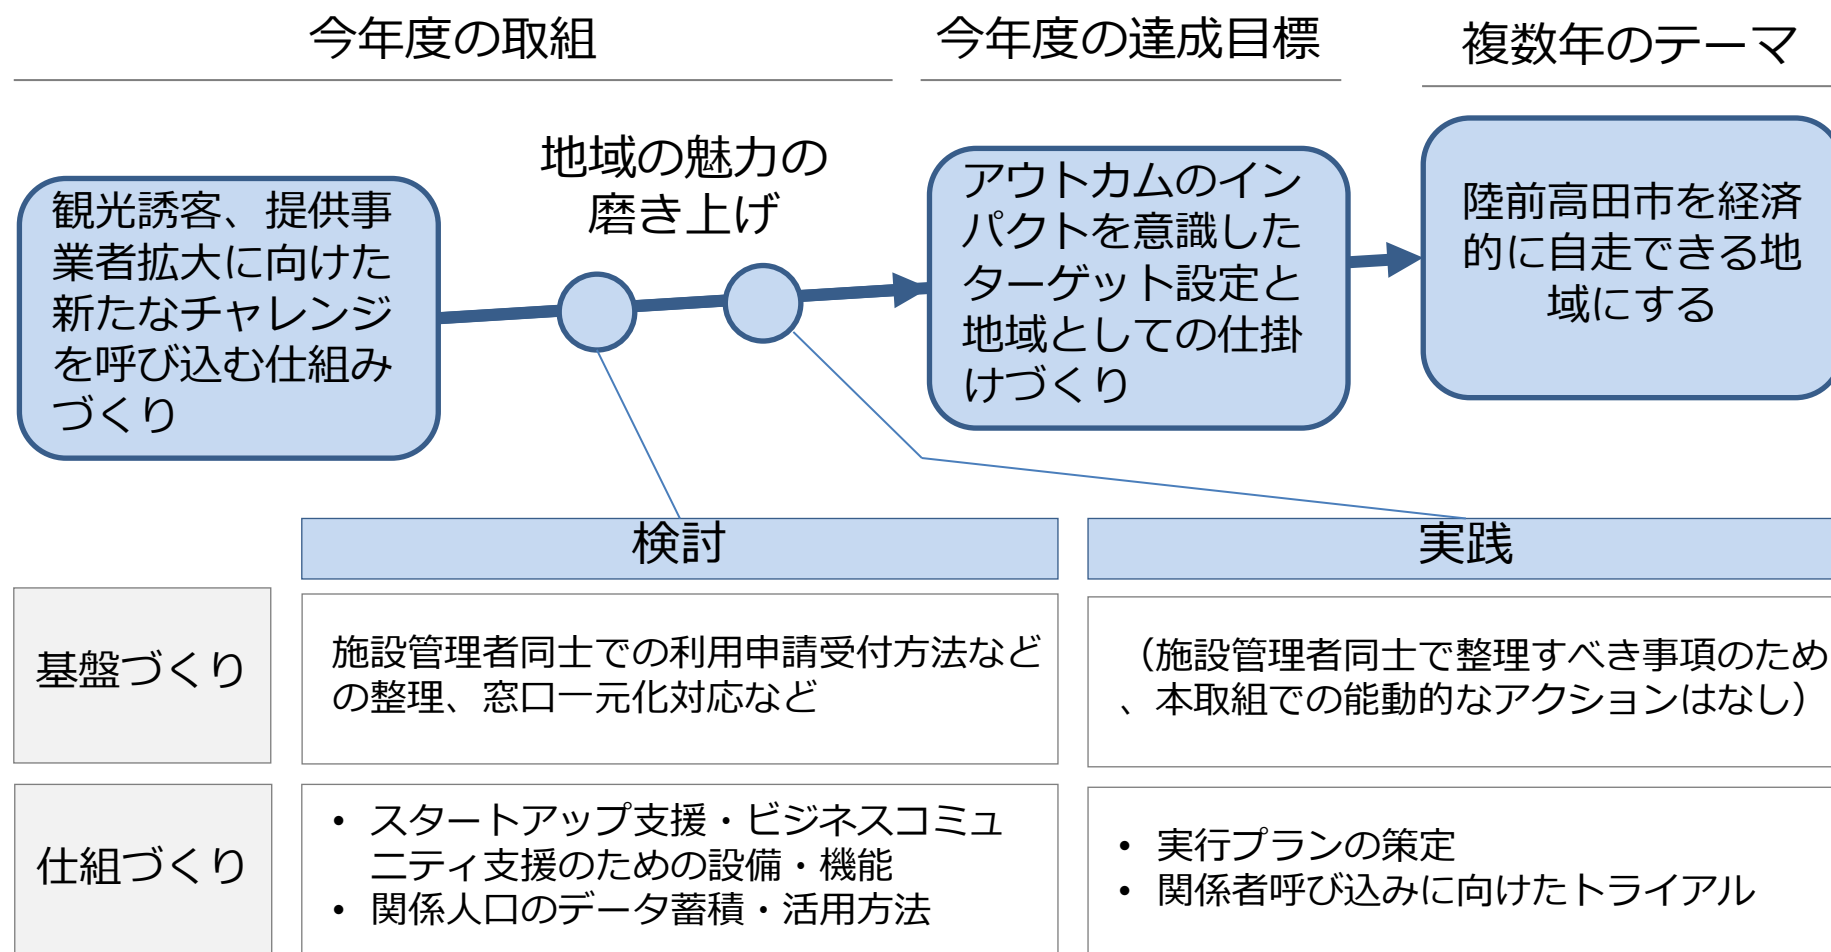 今年度の取組
今年度の達成目標
複数年のテーマ
地域の魅力の
磨き上げ
観光誘客、提供事
業者拡大に向けた
新たなチャレンジ
を呼び込む仕組み
づくり
アウトカムのイン
パクトを意識した
ターゲット設定と
地域としての仕掛
けづくり
陸前高田市を経済
的に自走できる地
域にする
検討
実践
基盤づくり
施設管理者同士での利用申請受付方法など
の整理、窓口一元化対応など
（施設管理者同士で整理すべき事項のため
、本取組での能動的なアクションはなし）
仕組づくり
• スタートアップ支援・ビジネスコミュ
ニティ支援のための設備・機能
• 関係人口のデータ蓄積・活用方法
• 実行プランの策定
• 関係者呼び込みに向けたトライアル